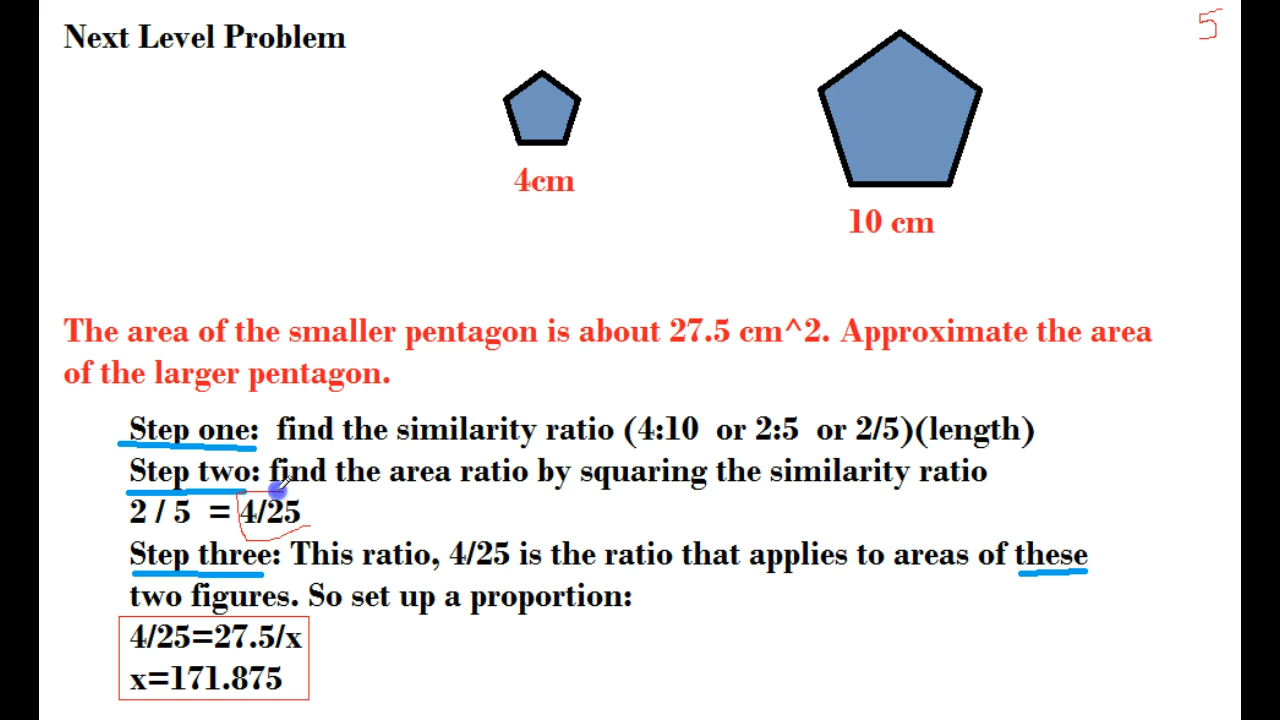 Next Level Problem
5
4cm
10 cm
The area of the smaller pentagon is about 27.5 cm^2. Approximate the area
of the larger pentagon.
Step one: find the similarity ratio (4:10 or 2:5 or 2/5)(length)
Step two: find the area ratio by squaring the similarity ratio
2 / 5 = 4/25
Step three: This ratio, 4/25 is the ratio that applies to areas of these
two figures. So set up a proportion:
4/25=27.5/x
x=171.875